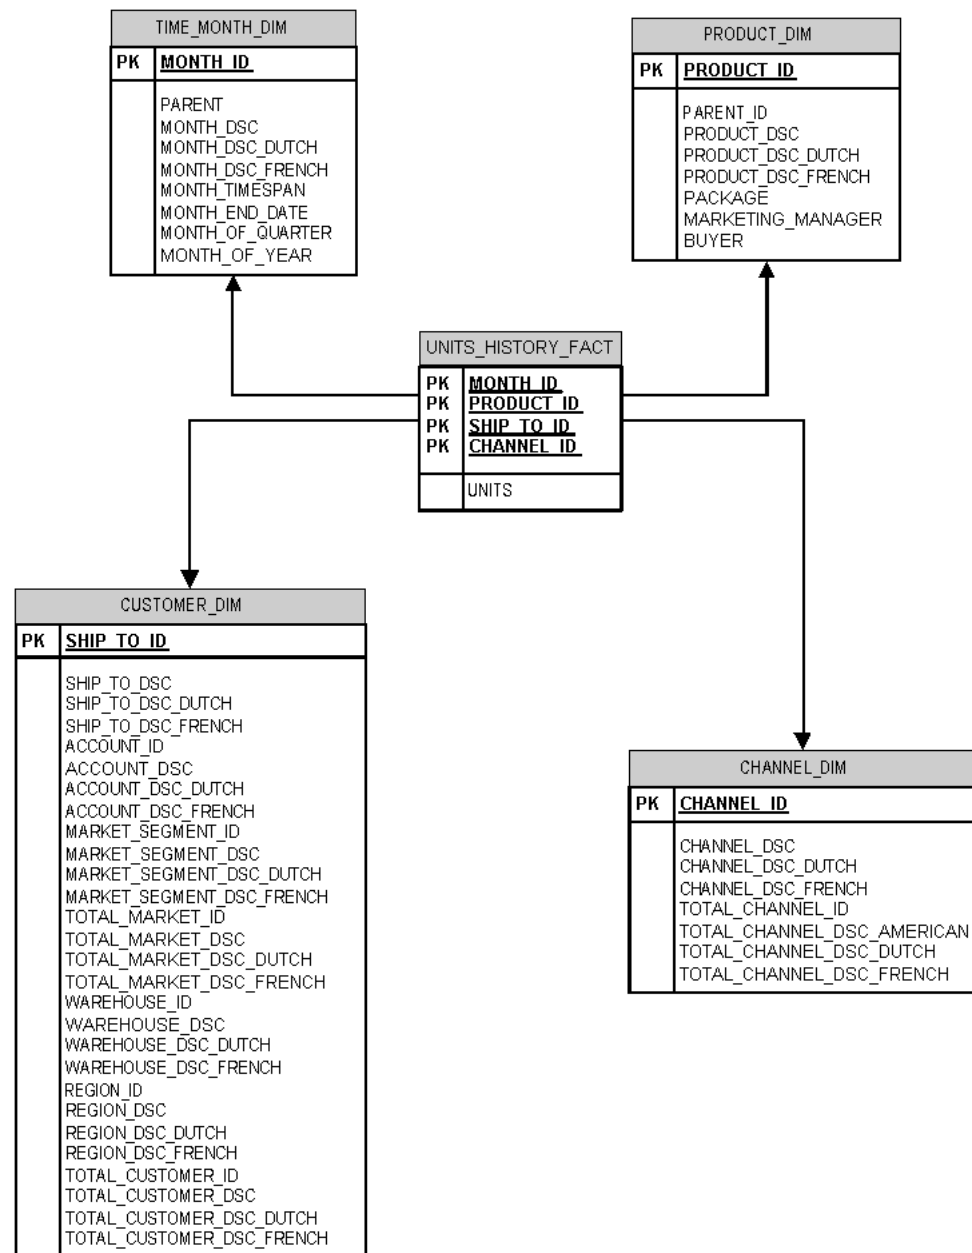 TIME_MONTH_DIM
PK MONTH_ID
PARENT
MONTH_DSC
MONTH_DSC_DUTCH
MONTH_DSC_FRENCH
MONTH_TIMESPAN
MONTH_END_DATE
MONTH_OF_QUARTER
MONTH_OF_YEAR
PRODUCT_DIM
PK PRODUCT_ID
PARENT_ID
PRODUCT_DSC
PRODUCT_DSC_DUTCH
PRODUCT_DSC_FRENCH
PACKAGE
MARKETING_MANAGER
BUYER
UNITS_HISTORY_FACT
PK MONTH_ID
PK PRODUCT_ID
PK SHIP_TO_ID
PK CHANNEL_ID
UNITS
CUSTOMER_DIM
PK SHIP_TO_ID
SHIP_TO_DSC
SHIP_TO_DSC_DUTCH
SHIP_TO_DSC_FRENCH
ACCOUNT_ID
ACCOUNT_DSC
ACCOUNT_DSC_DUTCH
ACCOUNT_DSC_FRENCH
MARKET_SEGMENT_ID
MARKET_SEGMENT_DSC
MARKET_SEGMENT_DSC_DUTCH
MARKET_SEGMENT_DSC_FRENCH
TOTAL_MARKET_ID
TOTAL_MARKET_DSC
TOTAL_MARKET_DSC_DUTCH
TOTAL_MARKET_DSC_FRENCH
WAREHOUSE_ID
WAREHOUSE_DSC
WAREHOUSE_DSC_DUTCH
WAREHOUSE_DSC_FRENCH
REGION_ID
REGION_DSC
REGION_DSC_DUTCH
REGION_DSC_FRENCH
TOTAL_CUSTOMER_ID
TOTAL_CUSTOMER_DSC
TOTAL_CUSTOMER_DSC_DUTCH
TOTAL_CUSTOMER_DSC_FRENCH
CHANNEL_DIM
PK CHANNEL_ID
CHANNEL_DSC
CHANNEL_DSC_DUTCH
CHANNEL_DSC_FRENCH
TOTAL_CHANNEL_ID
TOTAL_CHANNEL_DSC_AMERICAN
TOTAL_CHANNEL_DSC_DUTCH
TOTAL_CHANNEL_DSC_FRENCH